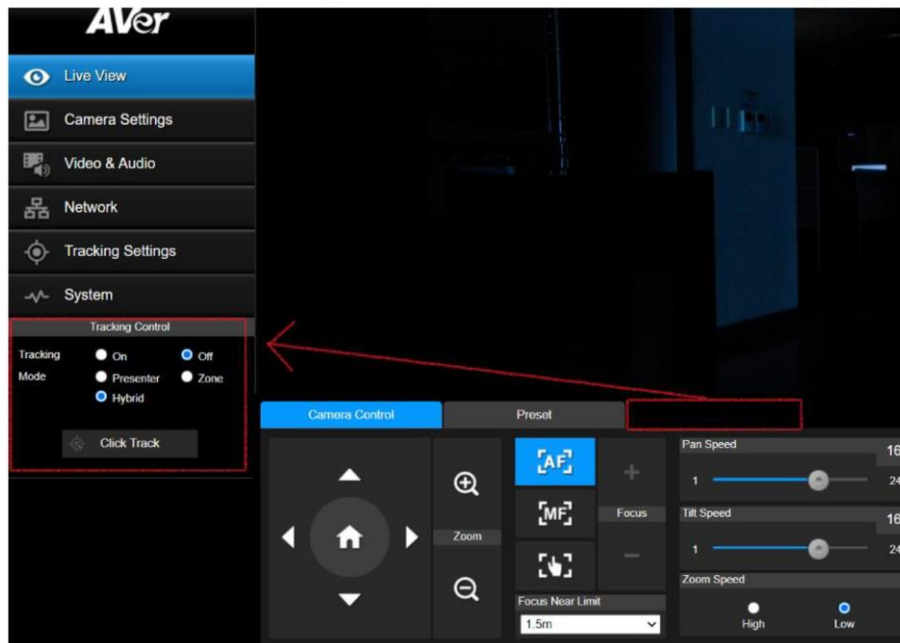 AVer
Live View
Camera Settings
Video & Audio
Network
Tracking Settings
System
Tracking Control
Tracking On Off
Mode Presenter Zone
Hybrid
Click Track
Camera Control Preset
Zoom
AF
MF
Focus
Focus Near Limit
1.5m
Pan Speed 16
1 24
Tilt Speed 16
1 24
Zoom Speed
High Low